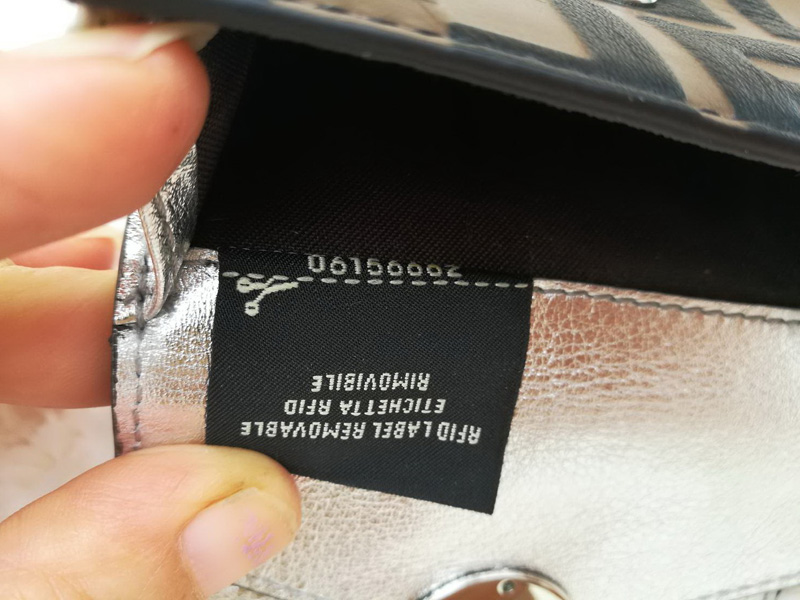 RFID LABEL REMOVABLE
ETICHETTA RFID
RIMOVIBILE